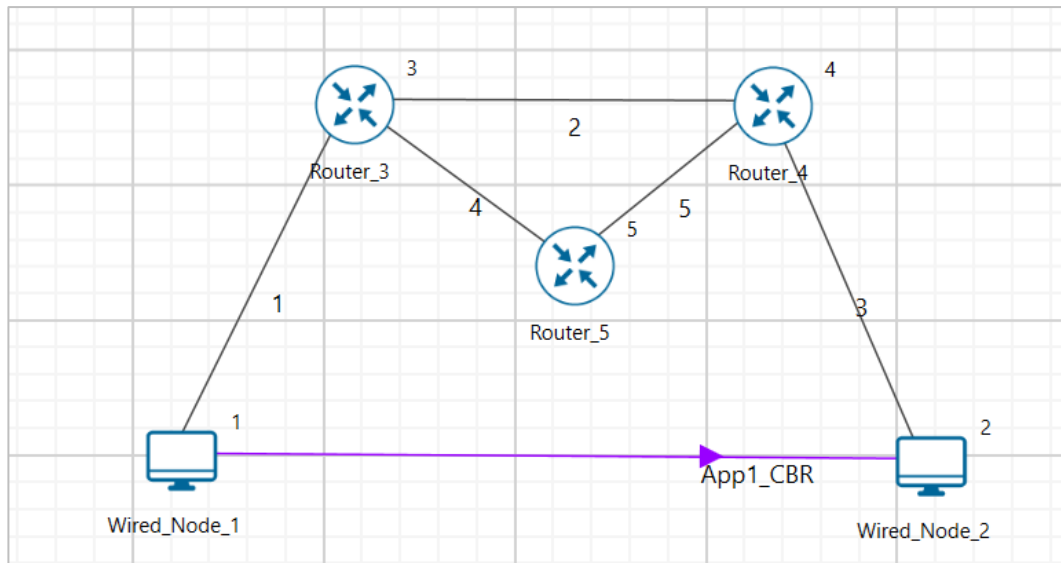 3
4
2
Router_3
Router_4
4
5
5
Router_5
1
3
1
2
App1_CBR
Wired_Node_1
Wired_Node_2